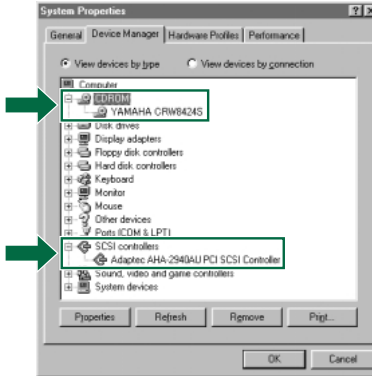 System Properties
General Device Manager Hardware Profiles Performance
View devices by type View devices by connection
Computer
CDROM
YAMAHA CRW8424S
Disk drives
Display adapters
Floppy disk controllers
Hard disk controllers
Keyboard
Monitor
Mouse
Other devices
Ports (COM & LPT)
SCSI controllers
Adaptec AHA-2940AU PCI SCSI Controller
Sound, video and game controllers
System devices
Properties Refresh Remove Print...
OK Cancel